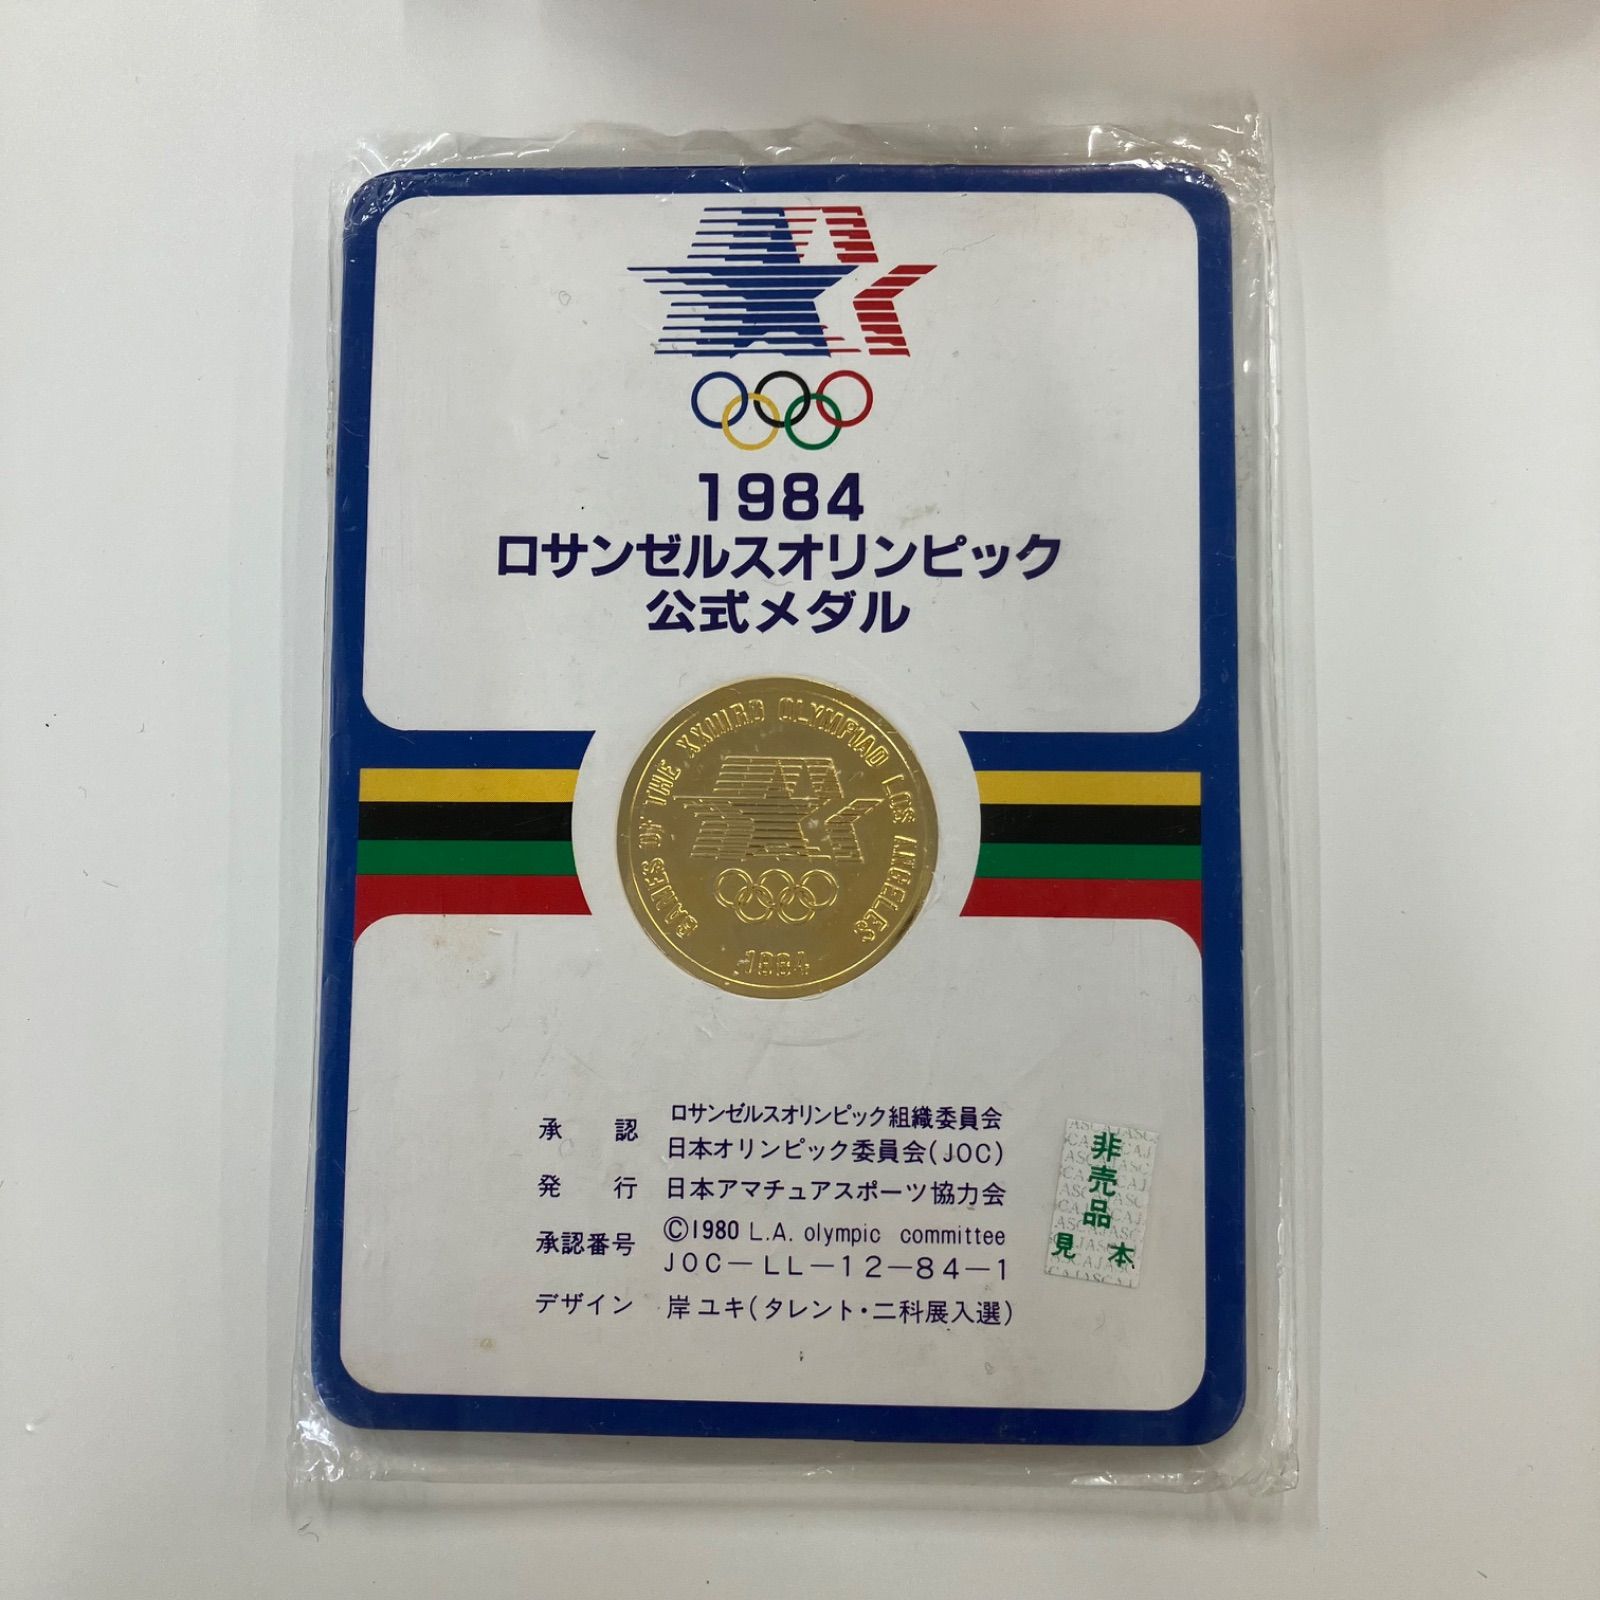 1984
ロサンゼルスオリンピック
公式メダル
GAMES OF THE XXIIIRD OLYMPIAD LOS ANGELES
1984
承認 ロサンゼルスオリンピック組織委員会
日本オリンピック委員会(JOC)
発行 日本アマチュアスポーツ協力会
承認番号 ©1980 L.A. olympic committee
JOC－LL－12－84－1
デザイン 岸ユキ(タレント・二科展入選)
非売品
見本